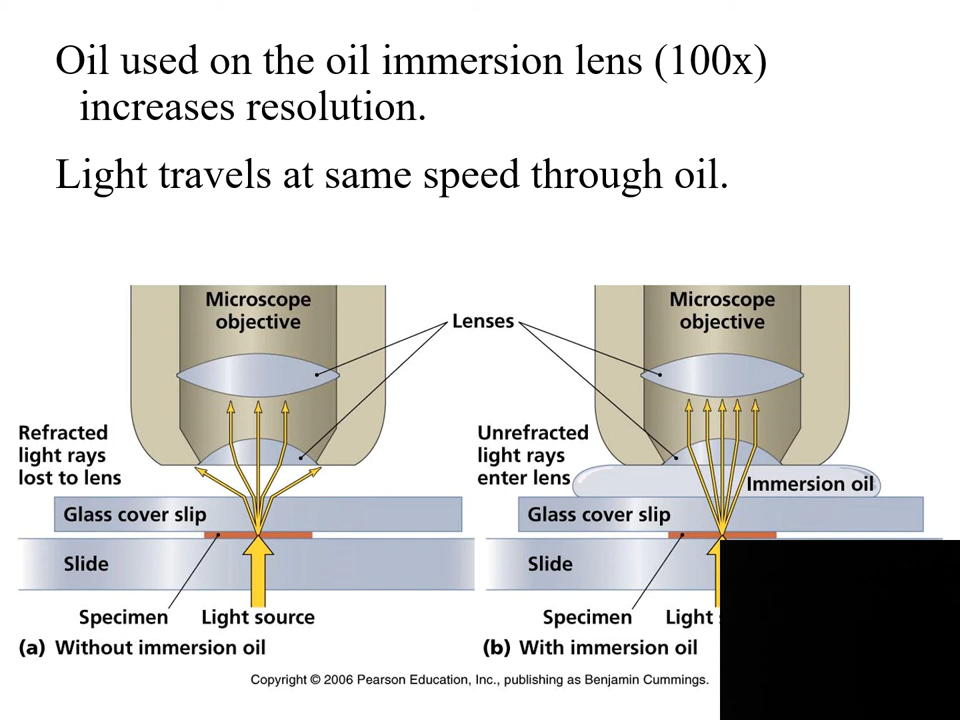 Oil used on the oil immersion lens (100x)
increases resolution.
Light travels at same speed through oil.
Microscope
objective
Lenses
Microscope
objective
Refracted
light rays
lost to lens
Unrefracted
light rays
enter lens
Immersion oil
Glass cover slip
Glass cover slip
Slide
Slide
Specimen
Light source
Specimen
Light
(a) Without immersion oil
(b) With immersion oil
Copyright © 2006 Pearson Education, Inc., publishing as Benjamin Cummings.